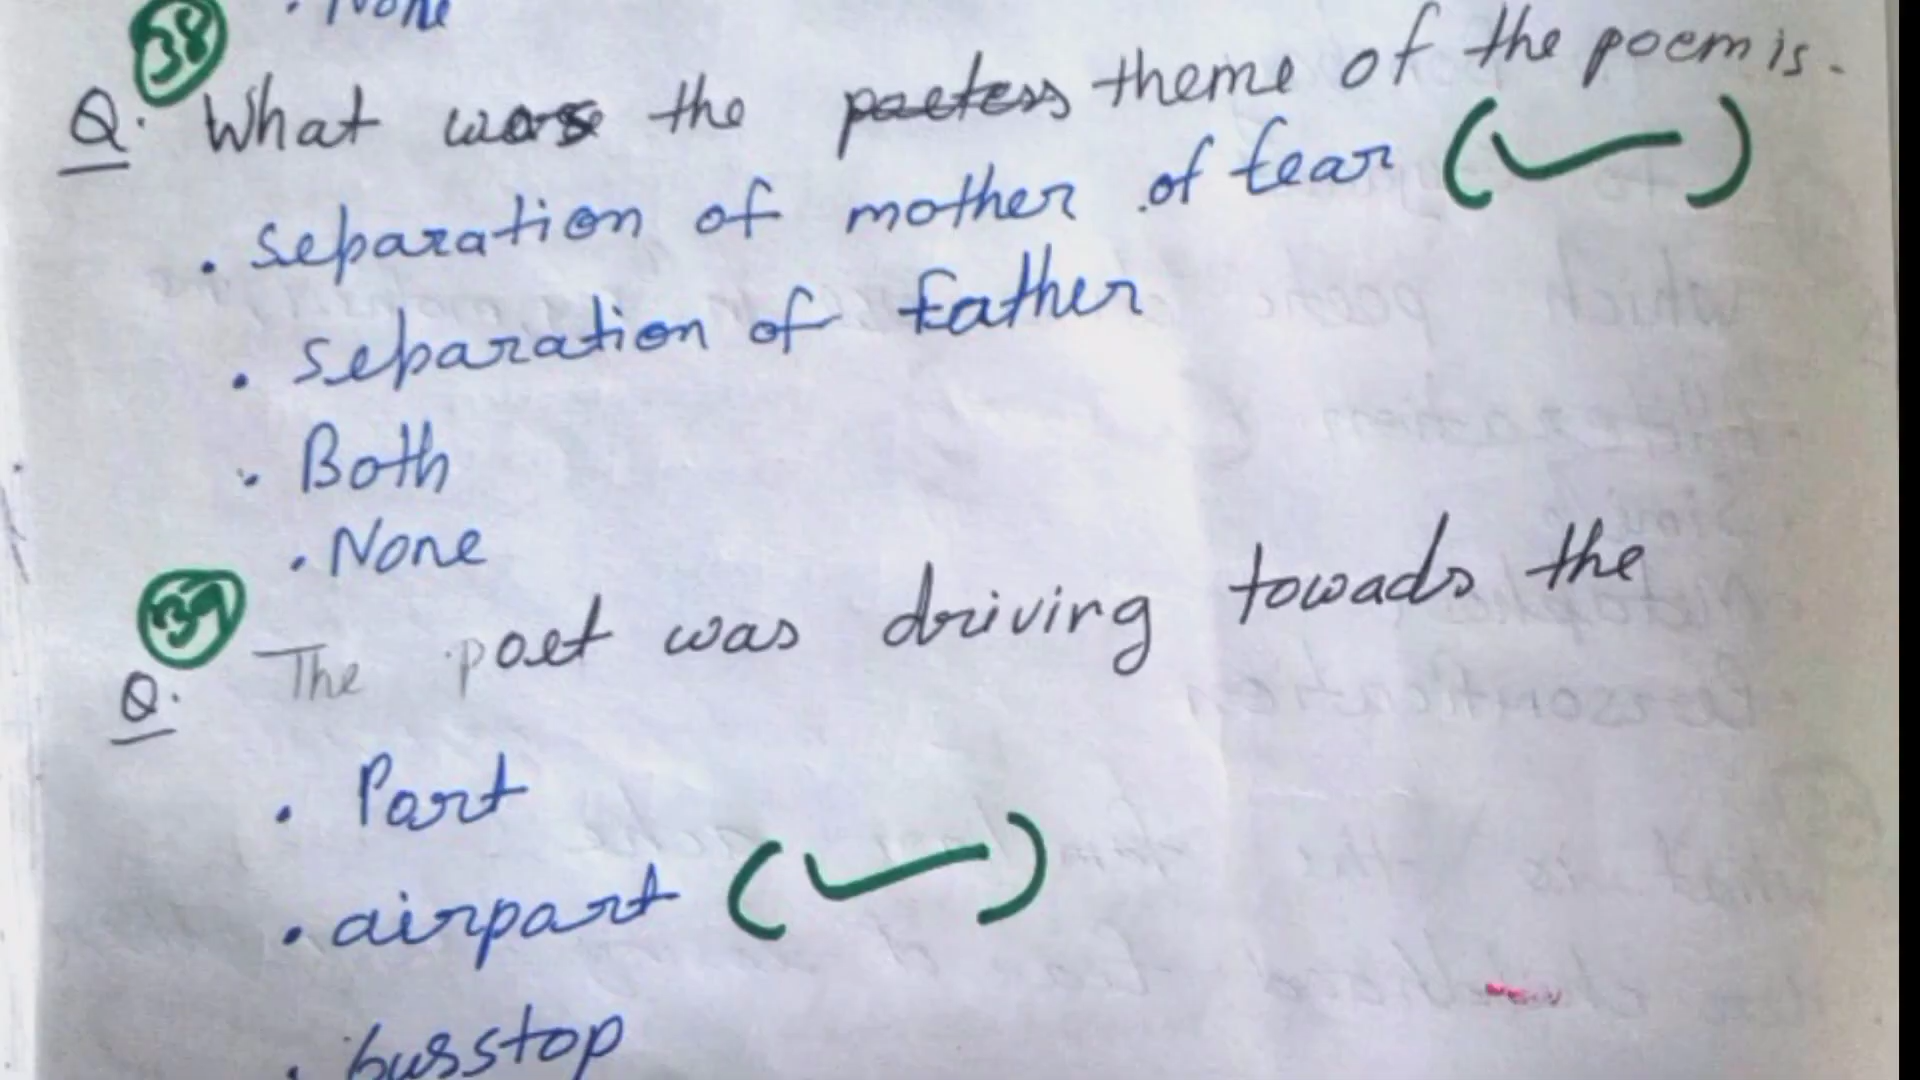 • None
38
Q. What was the poetess theme of the poem is.
• Separation of mother of fear (✓)
• Separation of Father
• Both
• None
39
Q. The poet was driving towads the
• Part
• airpart (✓)
• busstop